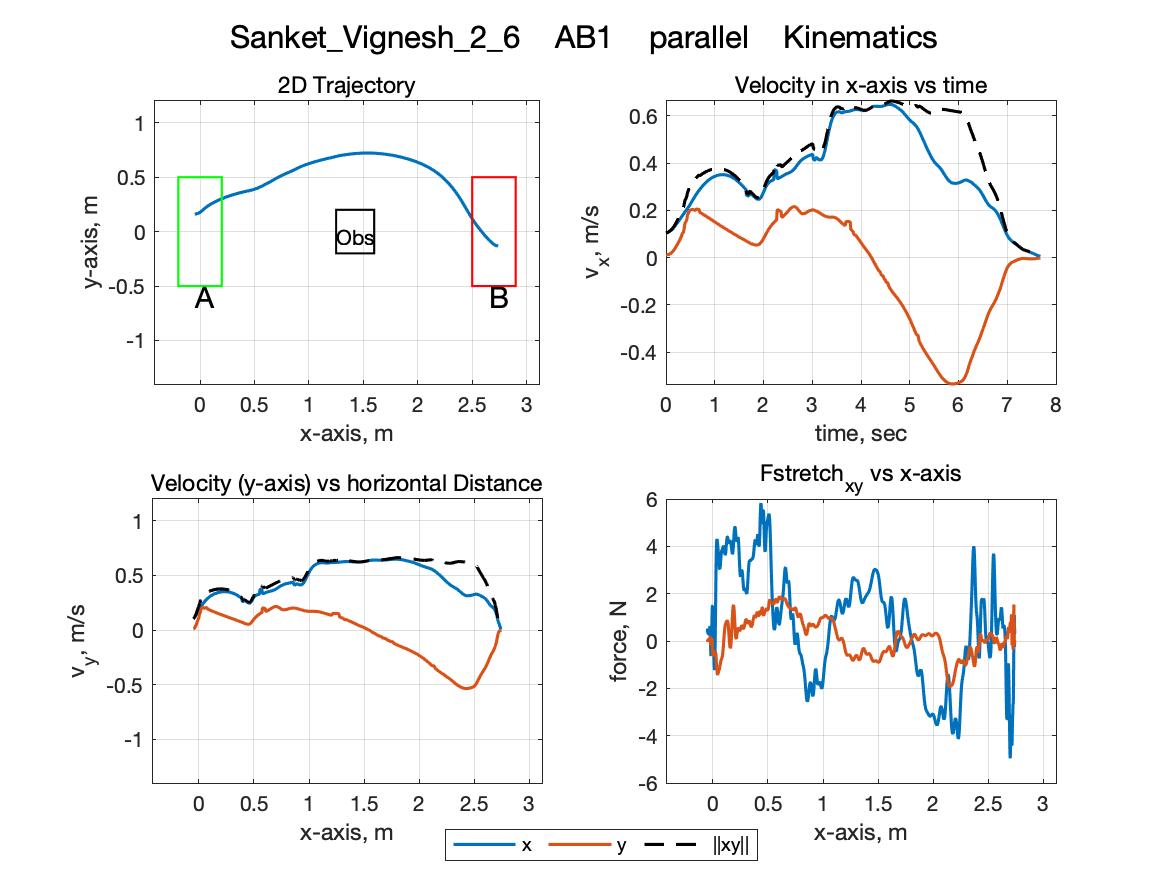 Sanket_Vignesh_2_6 AB1 parallel Kinematics
2D Trajectory
1
0.5
0
-0.5
-1
y-axis, m
Obs
A
B
0 0.5 1 1.5 2 2.5 3
x-axis, m
Velocity in x-axis vs time
0.6
0.4
0.2
0
-0.2
-0.4
v_x, m/s
0 1 2 3 4 5 6 7 8
time, sec
Velocity (y-axis) vs horizontal Distance
1
0.5
0
-0.5
-1
v_y, m/s
0 0.5 1 1.5 2 2.5 3
x-axis, m
Fstretch_xy vs x-axis
6
4
2
0
-2
-4
-6
force, N
0 0.5 1 1.5 2 2.5 3
x-axis, m
x y ||xy||